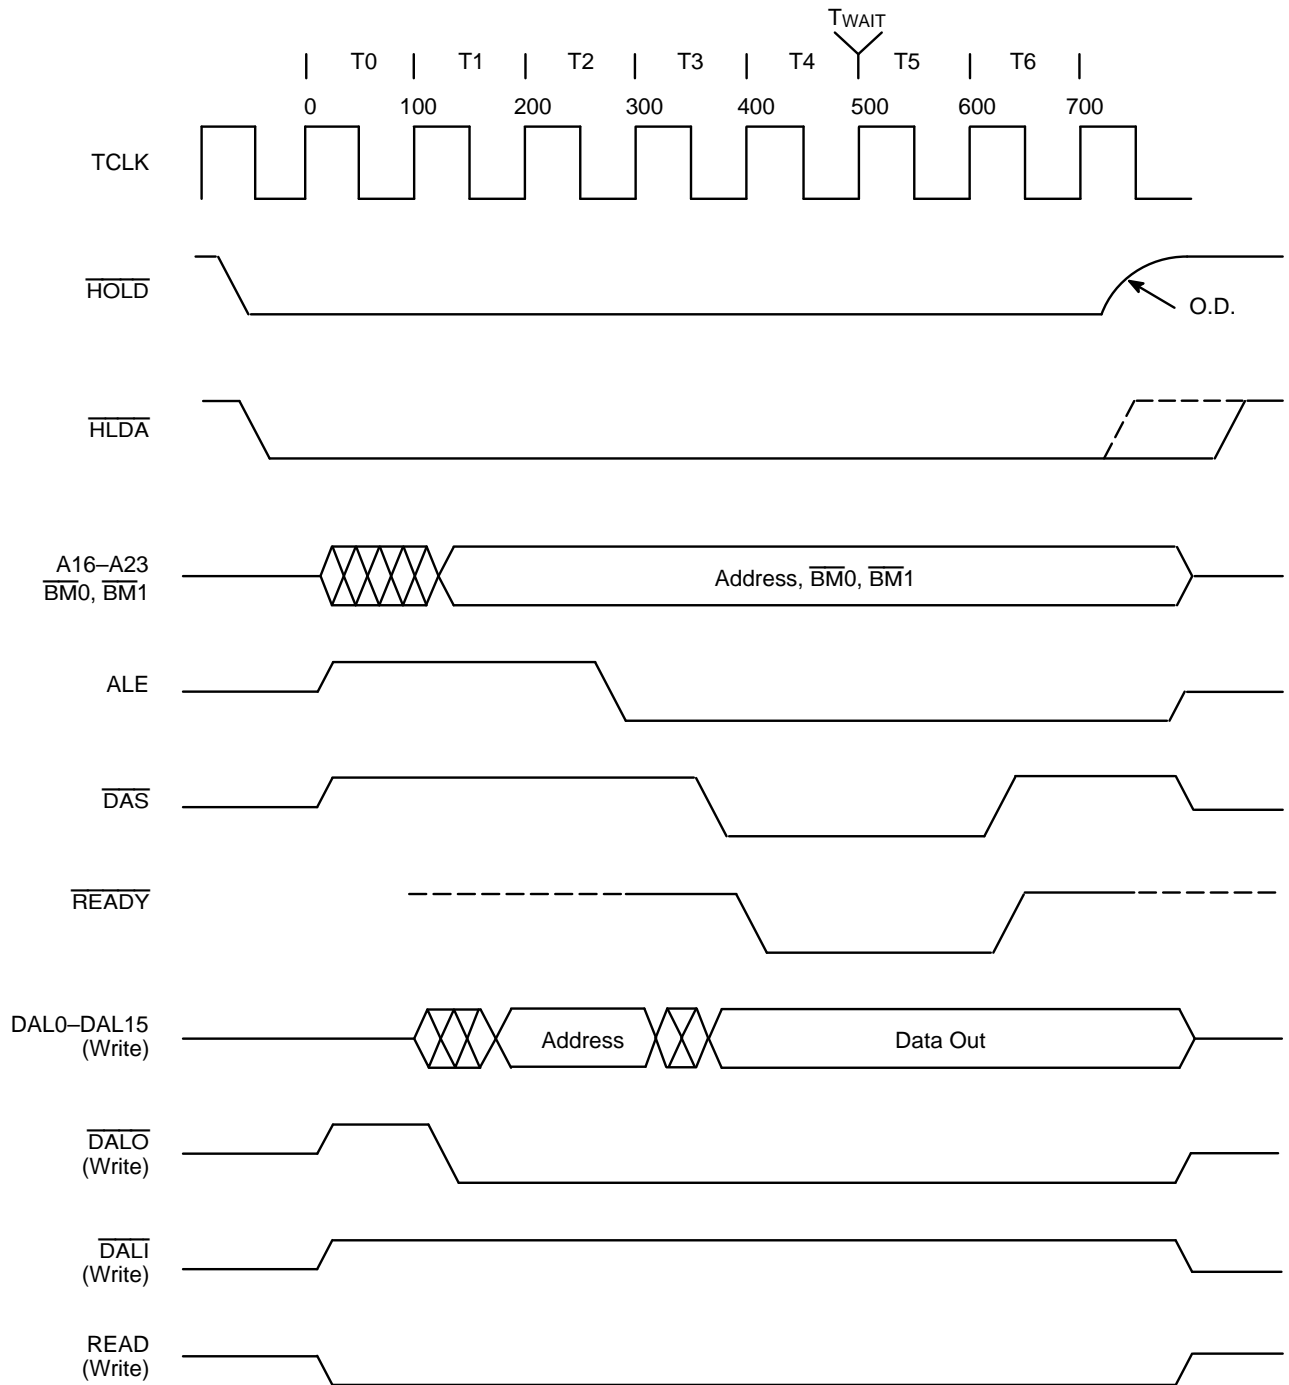 TWAIT
| T0 | T1 | T2 | T3 | T4 T5 | T6 |
0 100 200 300 400 500 600 700
TCLK
HOLD
O.D.
HLDA
A16–A23
BM0, BM1
Address, BM0, BM1
ALE
DAS
READY
DAL0–DAL15
(Write)
Address
Data Out
DALO
(Write)
DALI
(Write)
READ
(Write)